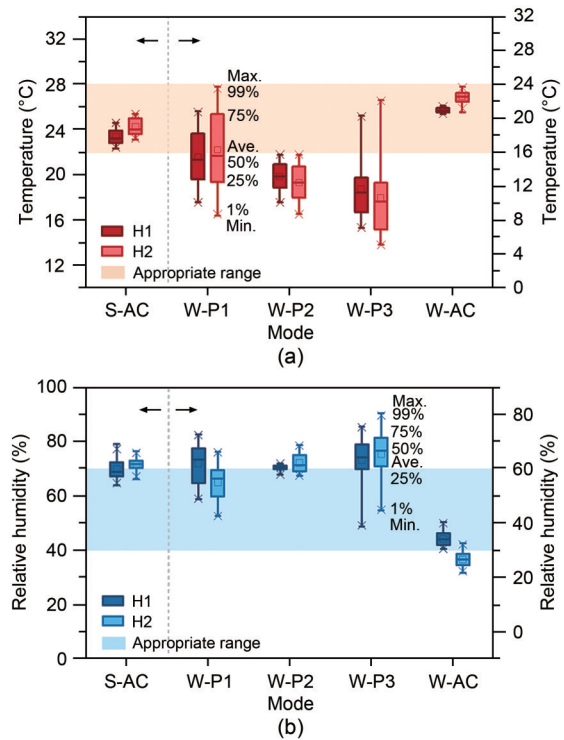 32
28
24
20
16
12
Temperature (°C)
32
28
24
20
16
12
8
4
0
Temperature (°C)
Max.
99%
75%
Ave.
50%
25%
1%
Min.
H1
H2
Appropriate range
S-AC W-P1 W-P2 W-P3 W-AC
Mode
(a)
100
80
60
40
20
0
Relative humidity (%)
80
60
40
20
0
Relative humidity (%)
Max.
99%
75%
50%
Ave.
25%
1%
Min.
H1
H2
Appropriate range
S-AC W-P1 W-P2 W-P3 W-AC
Mode
(b)